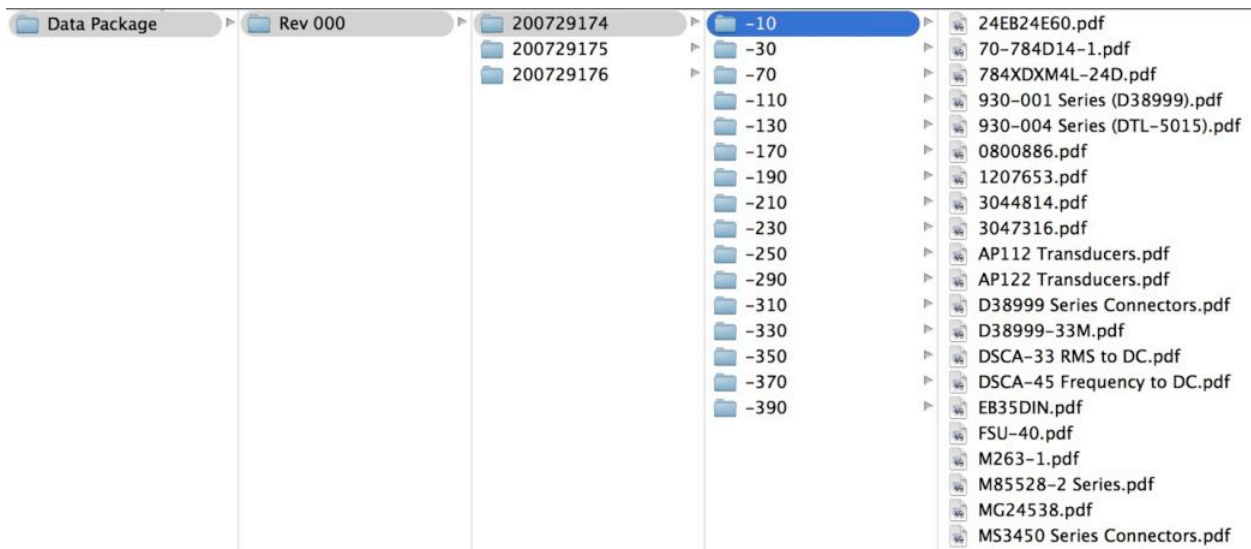 Data Package
Rev 000
200729174
200729175
200729176
-10
-30
-70
-110
-130
-170
-190
-210
-230
-250
-290
-310
-330
-350
-370
-390
24EB24E60.pdf
70-784D14-1.pdf
784XDXM4L-24D.pdf
930-001 Series (D38999).pdf
930-004 Series (DTL-5015).pdf
0800886.pdf
1207653.pdf
3044814.pdf
3047316.pdf
AP112 Transducers.pdf
AP122 Transducers.pdf
D38999 Series Connectors.pdf
D38999-33M.pdf
DSCA-33 RMS to DC.pdf
DSCA-45 Frequency to DC.pdf
EB35DIN.pdf
FSU-40.pdf
M263-1.pdf
M85528-2 Series.pdf
MG24538.pdf
MS3450 Series Connectors.pdf